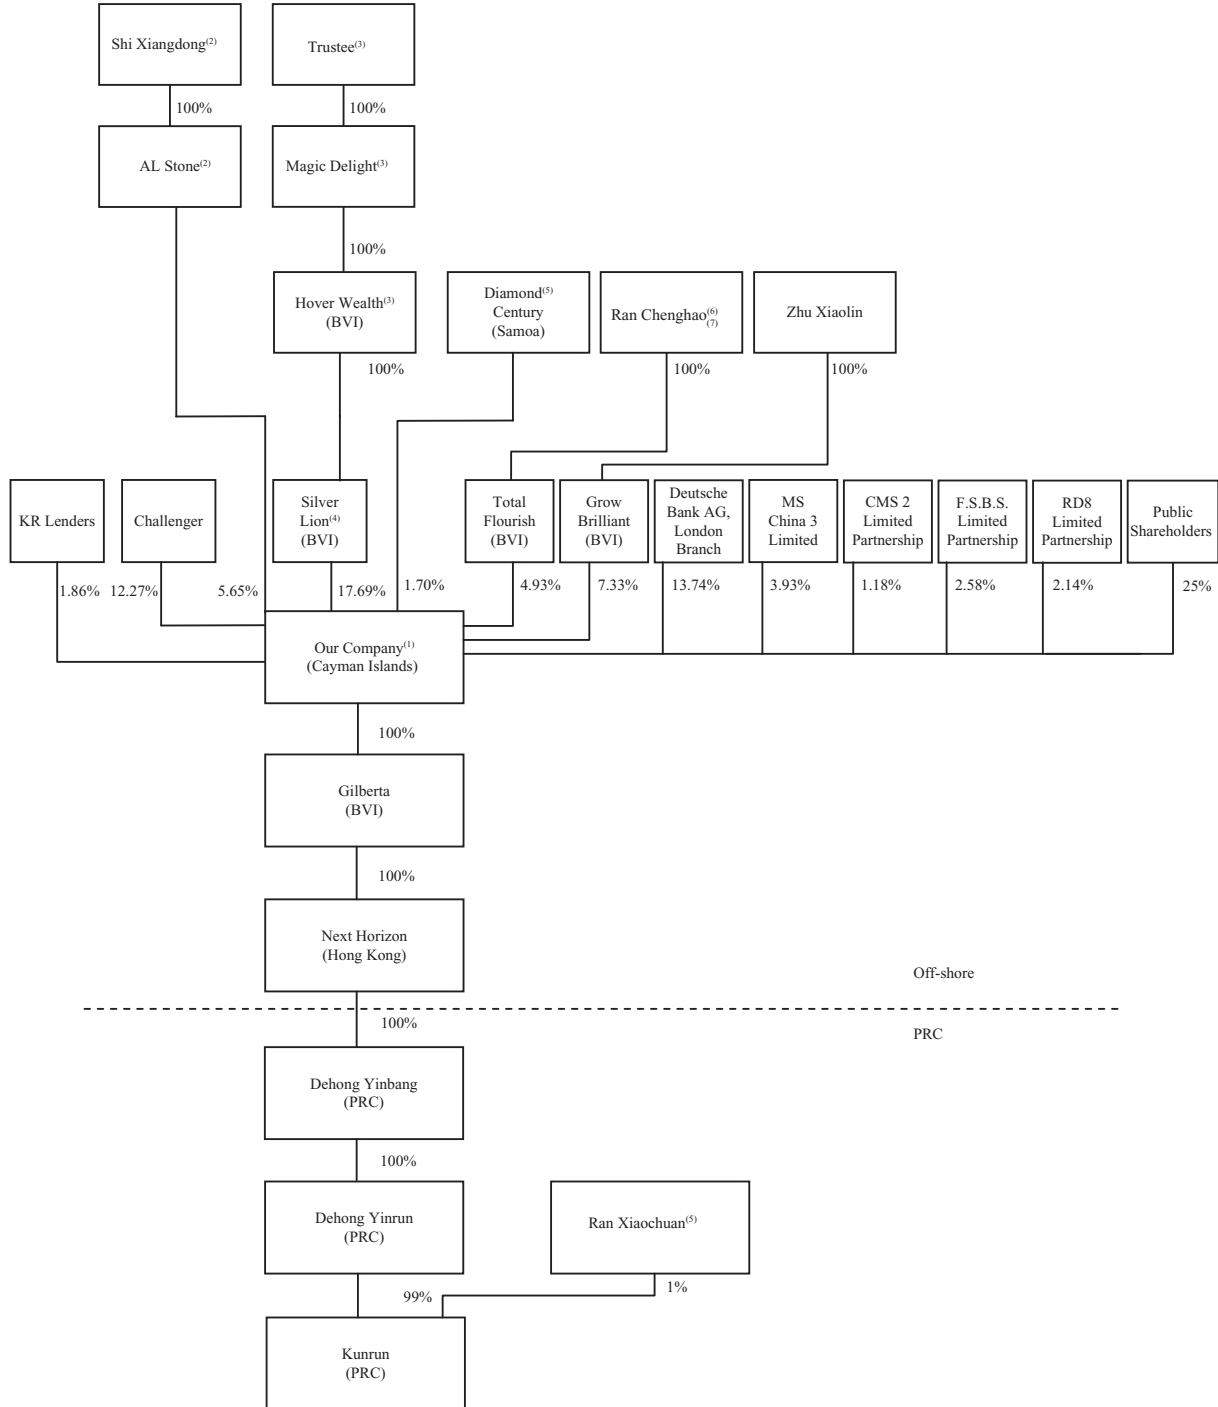 Shi Xiangdong(2)
Trustee(3)
100%
100%
AL Stone(2)
Magic Delight(3)
100%
Hover Wealth(3)
(BVI)
Diamond(5)
Century
(Samoa)
Ran Chenghao(6)
(7)
Zhu Xiaolin
100%
100%
100%
KR Lenders
Challenger
Silver
Lion(4)
(BVI)
Total
Flourish
(BVI)
Grow
Brilliant
(BVI)
Deutsche
Bank AG,
London
Branch
MS
China 3
Limited
CMS 2
Limited
Partnership
F.S.B.S.
Limited
Partnership
RD8
Limited
Partnership
Public
Shareholders
1.86%
12.27%
5.65%
17.69%
1.70%
4.93%
7.33%
13.74%
3.93%
1.18%
2.58%
2.14%
25%
Our Company(1)
(Cayman Islands)
100%
Gilberta
(BVI)
100%
Next Horizon
(Hong Kong)
Off-shore
100%
PRC
Dehong Yinbang
(PRC)
100%
Dehong Yinrun
(PRC)
Ran Xiaochuan(5)
99%
1%
Kunrun
(PRC)